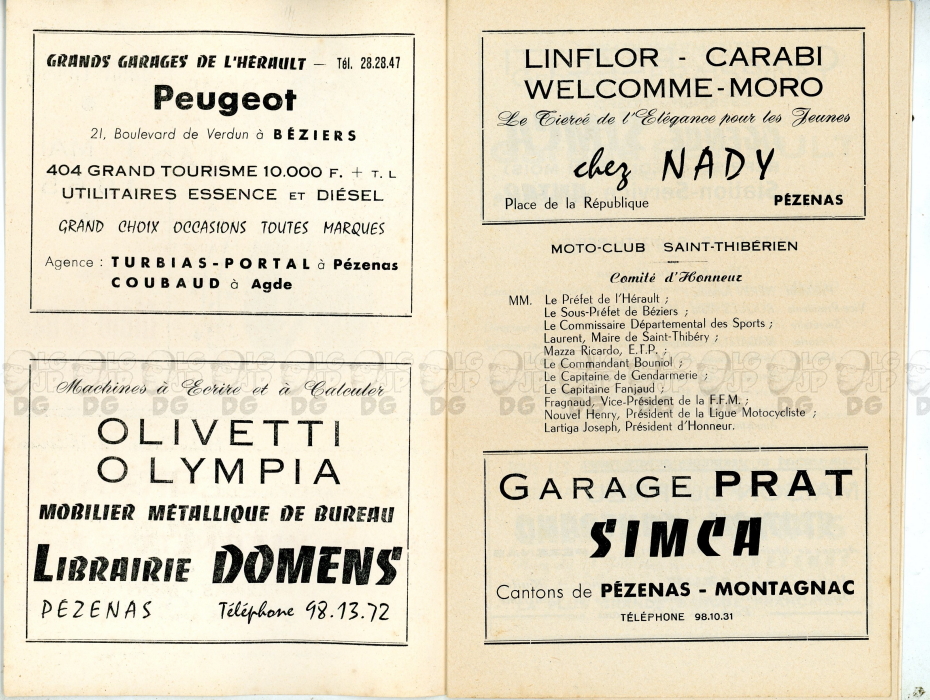 GRANDS GARAGES DE L'HÉRAULT — Tél. 28.28.47
Peugeot
21, Boulevard de Verdun à BÉZIERS
404 GRAND TOURISME 10.000 F. + T. L
UTILITAIRES ESSENCE ET DIÉSEL
GRAND CHOIX OCCASIONS TOUTES MARQUES
Agence : TURBIAS-PORTAL à Pézenas
COUBAUD à Agde
Machines à Ecrire et à Calculer
OLIVETTI
OLYMPIA
MOBILIER MÉTALLIQUE DE BUREAU
LIBRAIRIE DOMENS
PÉZENAS Téléphone 98.13.72
LINFLOR - CARABI
WELCOMME-MORO
Le Tiercé de l'Elégance pour les Jeunes
chez NADY
Place de la République PÉZENAS
MOTO-CLUB SAINT-THIBÉRIEN
Comité d'Honneur
MM. Le Préfet de l'Hérault ;
Le Sous-Préfet de Béziers ;
Le Commissaire Départemental des Sports ;
Laurent, Maire de Saint-Thibéry ;
Mazza Ricardo, E.T.P. ;
Le Commandant Bouniol ;
Le Capitaine de Gendarmerie ;
Le Capitaine Fanjaud ;
Fragnaud, Vice-Président de la F.F.M. ;
Nouvel Henry, Président de la Ligue Motocycliste ;
Lartiga Joseph, Président d'Honneur.
GARAGE PRAT
SIMCA
Cantons de PÉZENAS - MONTAGNAC
TÉLÉPHONE 98.10.31